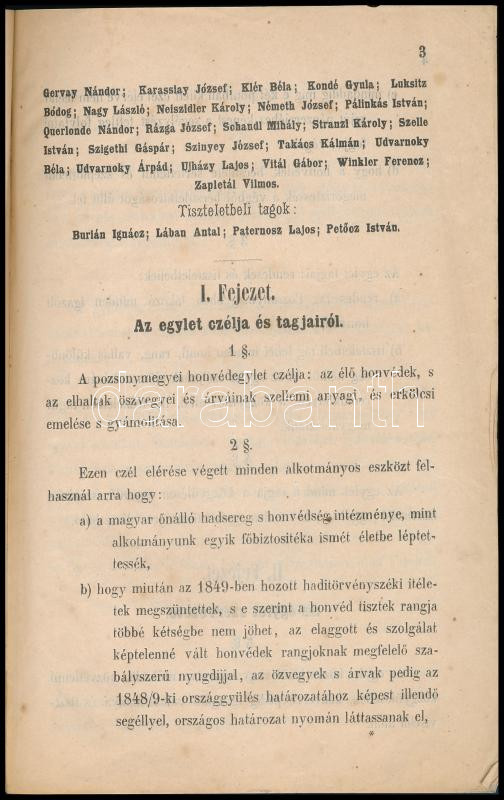 3
Gervay Nándor; Karasslay József; Klér Béla; Kondé Gyula; Luksitz
Bódog; Nagy László; Neiszidler Károly; Németh József; Pálinkás István;
Querlonde Nándor; Rázga József; Schandl Mihály; Stranzl Károly; Szelle
István; Szigethi Gáspár; Szinyey József; Takács Kálmán; Udvarnoky
Béla; Udvarnoky Árpád; Ujházy Lajos; Vitál Gábor; Winkler Ferencz;
Zapletál Vilmos.
Tiszteletbeli tagok:
Burián Ignácz; Lában Antal; Paternosz Lajos; Petőcz István.
I. Fejezet.
Az egylet czélja és tagjairól.
1 §.
A pozsonymegyei honvédegylet czélja: az élő honvédek, s
az elhaltak öszvegyei és árváinak szellemi anyagi, és erkölcsi
emelése s gyámolitása.
darabanth
2 §.
Ezen czél elérése végett minden alkotmányos eszközt fel-
használ arra hogy:
a) a magyar önálló hadsereg s honvédség intézménye, mint
alkotmányunk egyik főbiztositéka ismét életbe léptet-
tessék,
b) hogy miután az 1849-ben hozott haditörvényszéki itéle-
tek megszüntettek, s e szerint a honvéd tisztek rangja
többé kétségbe nem jöhet, az elaggott és szolgálat
képtelenné vált honvédek rangjoknak megfelelő sza-
bályszerű nyugdijjal, az özvegyek s árvak pedig az
1848/9-ki országgyülés határozatához képest illendő
segéllyel, országos határozat nyomán láttassanak el,
*